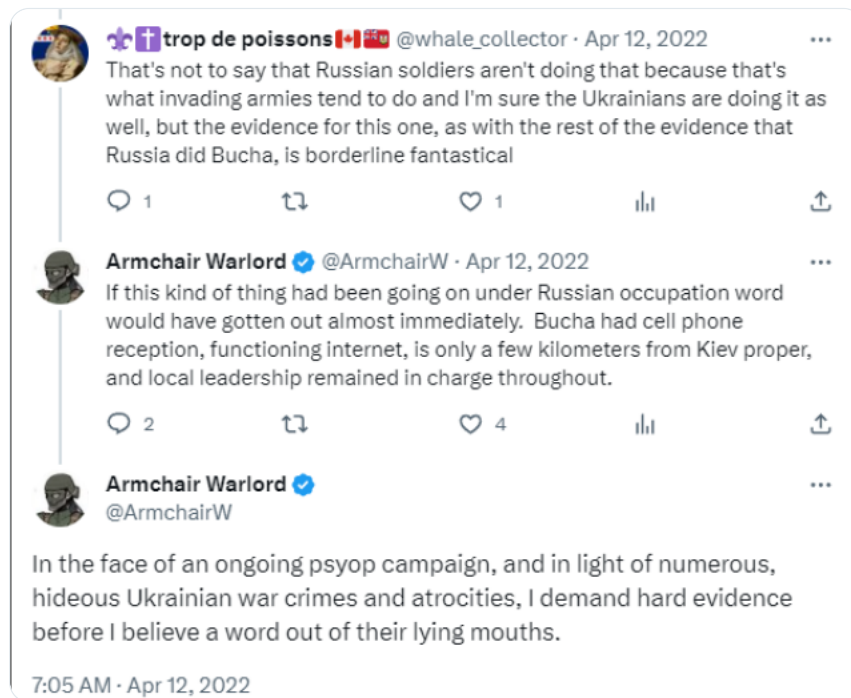 ⚜️✝️trop de poissons🇨🇦 @whale_collector · Apr 12, 2022
That's not to say that Russian soldiers aren't doing that because that's
what invading armies tend to do and I'm sure the Ukrainians are doing it as
well, but the evidence for this one, as with the rest of the evidence that
Russia did Bucha, is borderline fantastical
1
1
Armchair Warlord @ArmchairW · Apr 12, 2022
If this kind of thing had been going on under Russian occupation word
would have gotten out almost immediately. Bucha had cell phone
reception, functioning internet, is only a few kilometers from Kiev proper,
and local leadership remained in charge throughout.
2
4
Armchair Warlord
@ArmchairW
In the face of an ongoing psyop campaign, and in light of numerous,
hideous Ukrainian war crimes and atrocities, I demand hard evidence
before I believe a word out of their lying mouths.
7:05 AM · Apr 12, 2022